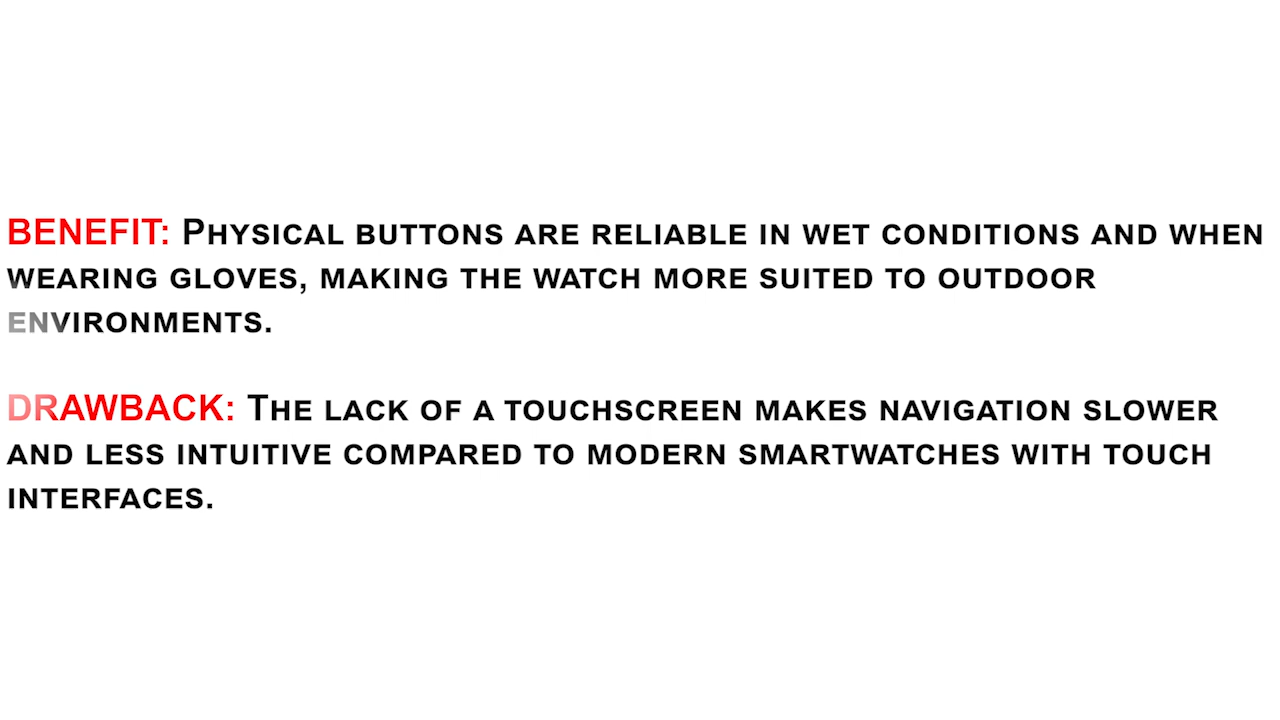 BENEFIT: Physical buttons are reliable in wet conditions and when
wearing gloves, making the watch more suited to outdoor
environments.
DRAWBACK: The lack of a touchscreen makes navigation slower
and less intuitive compared to modern smartwatches with touch
interfaces.